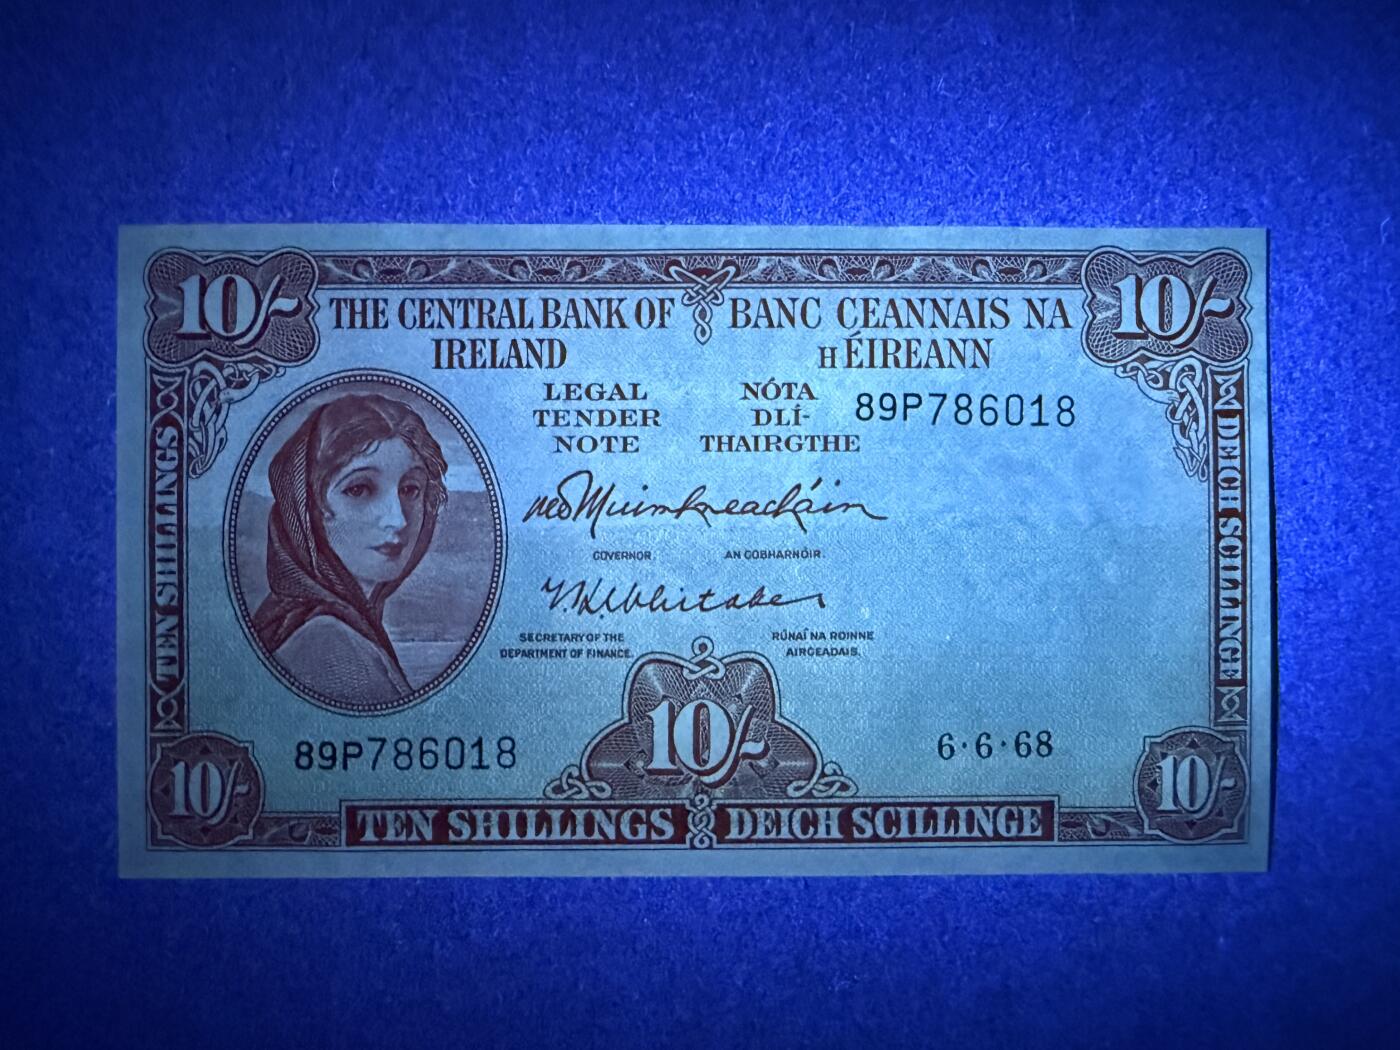 10/-
10/-
THE CENTRAL BANK OF
IRELAND
BANC CEANNAIS NA
H ÉIREANN
LEGAL
TENDER
NOTE
NÓTA
DLÍ-
THAIRGTHE
89P786018
TEN SHILLINGS
DEICH SCILLINGE
GOVERNOR.
AN GOBHARNÓIR.
T.K.Whitaker
SECRETARY OF THE
DEPARTMENT OF FINANCE.
RÚNAÍ NA ROINNE
AIRGEADAIS.
89P786018
10/-
6·6·68
10/-
10/-
TEN SHILLINGS
DEICH SCILLINGE